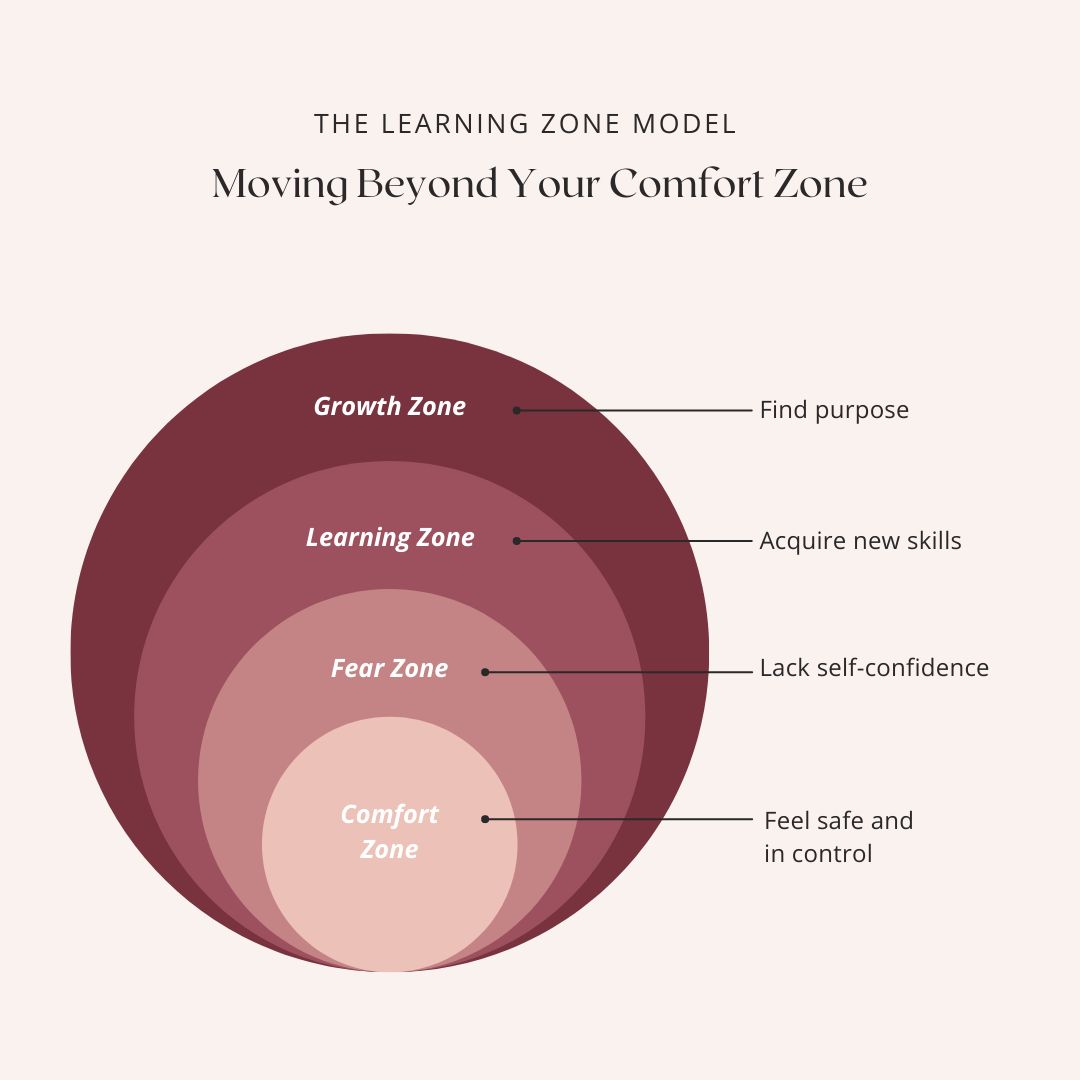 THE LEARNING ZONE MODEL
Moving Beyond Your Comfort Zone
Growth Zone
Find purpose
Learning Zone
Acquire new skills
Fear Zone
Lack self-confidence
Comfort
Zone
Feel safe and
in control